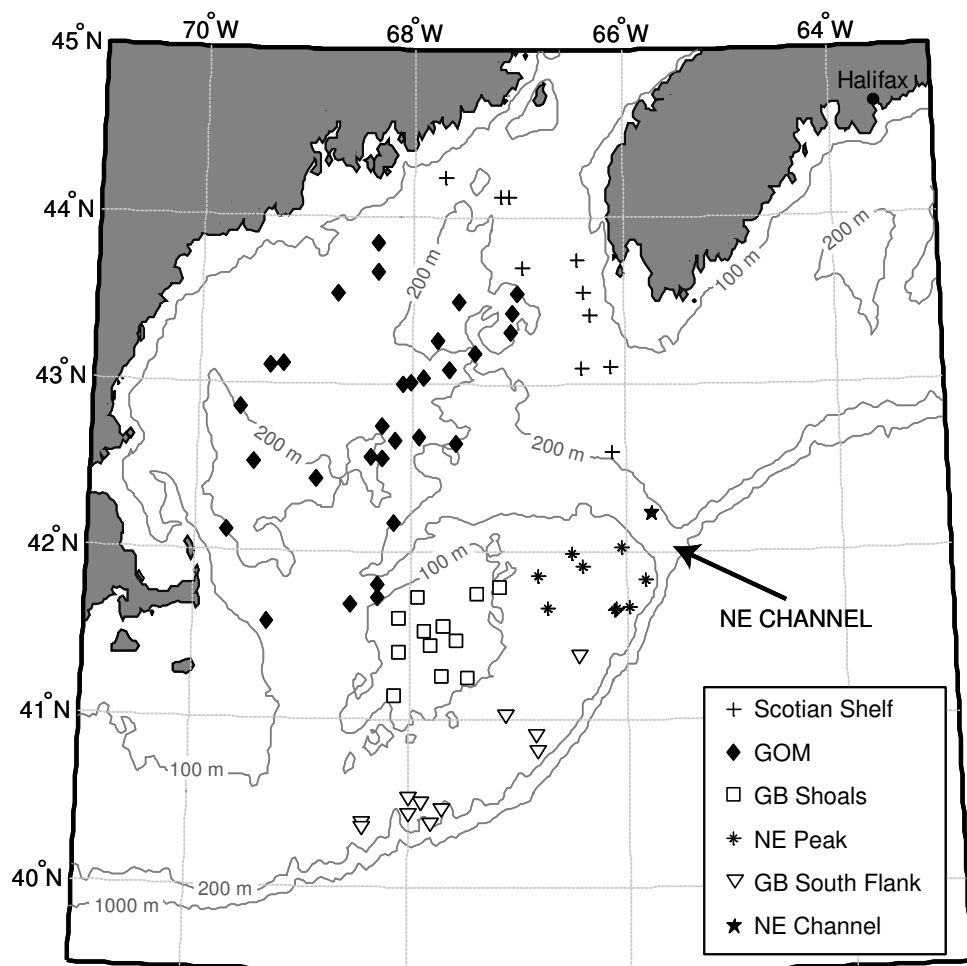 70°W 68°W 66°W 64°W
45°N
Halifax
44°N
200 m
200 m
100 m
43°N
200 m
200 m
42°N
100 m
NE CHANNEL
41°N
100 m
40°N
200 m
1000 m
+ Scotian Shelf
GOM
GB Shoals
NE Peak
GB South Flank
NE Channel